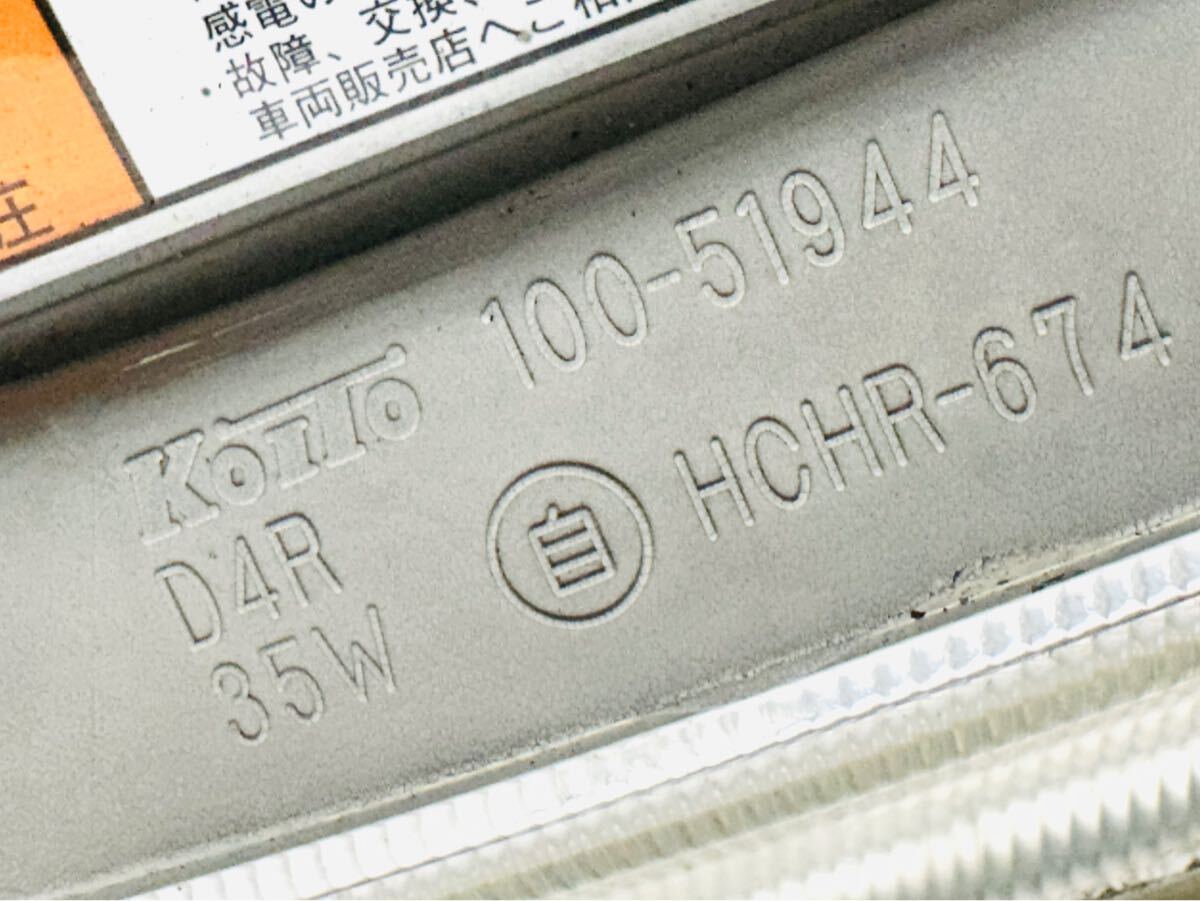 感電の
・故障、交換、
車両販売店へご相
圧
KOITO 100-51944
D4R 自 HCHR-674
35W